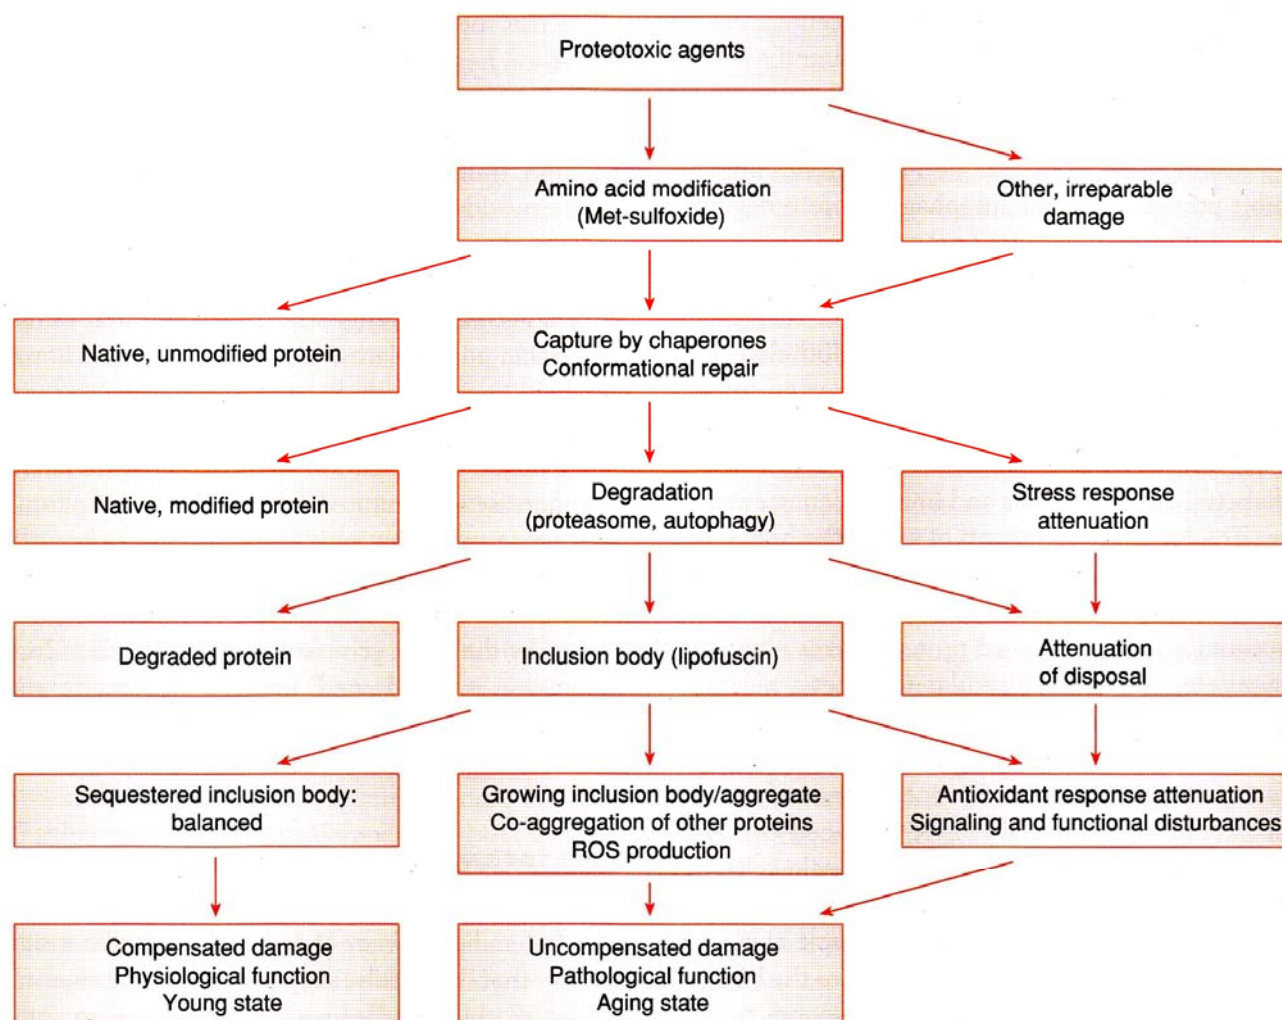 Proteotoxic agents
Amino acid modification
(Met-sulfoxide)
Other, irreparable
damage
Native, unmodified protein
Capture by chaperones
Conformational repair
Native, modified protein
Degradation
(proteasome, autophagy)
Stress response
attenuation
Degraded protein
Inclusion body (lipofuscin)
Attenuation
of disposal
Sequestered inclusion body:
balanced
Growing inclusion body/aggregate
Co-aggregation of other proteins
ROS production
Antioxidant response attenuation
Signaling and functional disturbances
Compensated damage
Physiological function
Young state
Uncompensated damage
Pathological function
Aging state